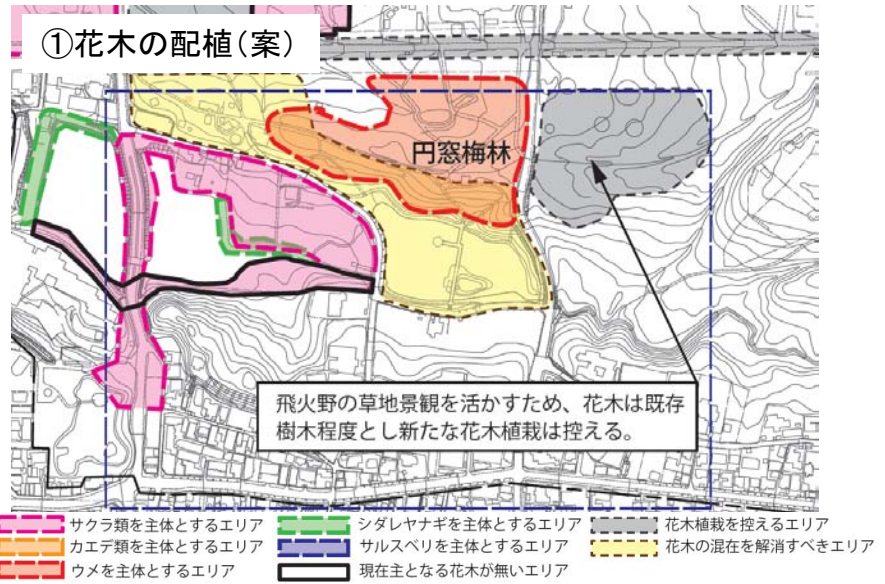 ①花木の配植(案)
円窓梅林
飛火野の草地景観を活かすため、花木は既存
樹木程度とし新たな花木植栽は控える。
サクラ類を主体とするエリア
シダレヤナギを主体とするエリア
花木植栽を控えるエリア
カエデ類を主体とするエリア
サルスベリを主体とするエリア
花木の混在を解消すべきエリア
ウメを主体とするエリア
現在主となる花木が無いエリア